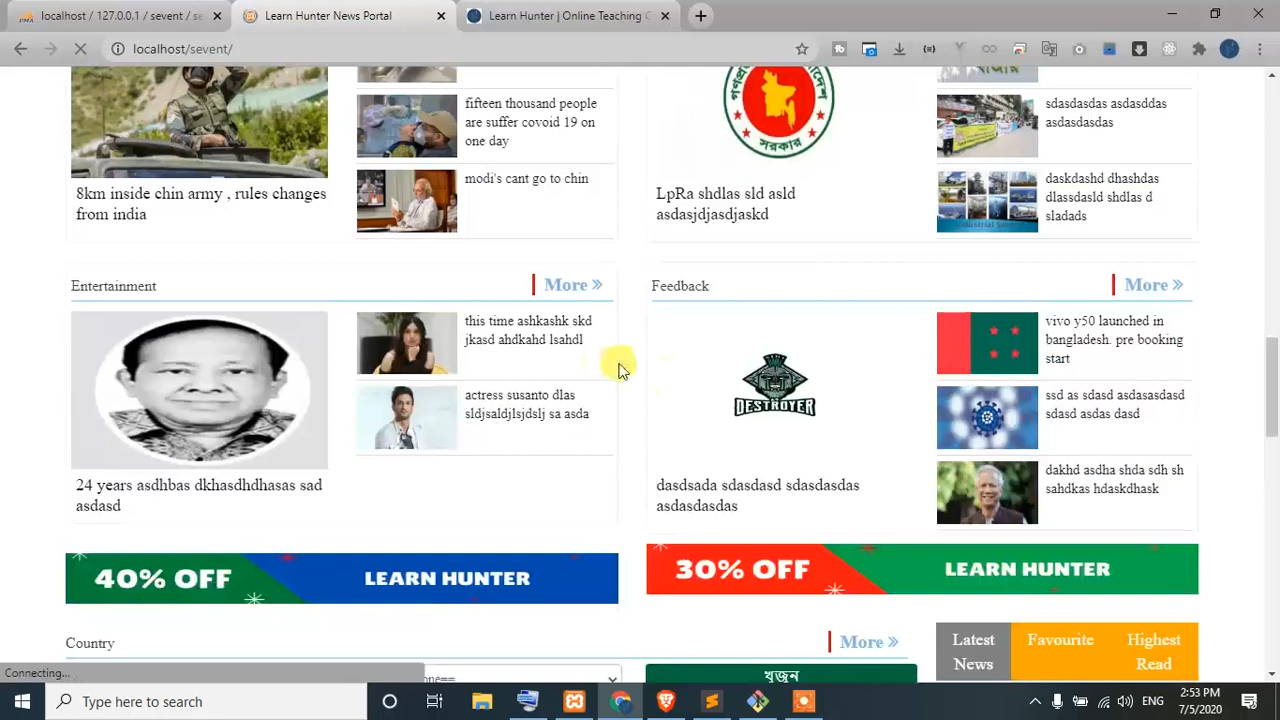 localhost / 127.0.0.1 / sevent / se
Learn Hunter News Portal
Learn Hunter | Online Teaching C
localhost/sevent/
গণপ্রজাতন্ত্রী বাংলাদেশ
সরকার
fifteen thousand people
are suffer covoid 19 on
one day
sdasdasdas asdasddas
asdasdasdas
8km inside chin army , rules changes
from india
modi's cant go to chin
LpRa shdlas sld asld
asdasjdjasdjaskd
daskdashd dhashdas
dlassdasld shdlas d
sladads
Entertainment
More »
Feedback
More »
this time ashkashk skd
jkasd ahdkahd lsahdl
actress susanto dlas
sldjsaldjlsjdslj sa asda
24 years asdhbas dkhasdhdhasas sad
asdasd
DESTROYER
dasdsada sdasdasd sdasdasdas
asdasdasdas
vivo y50 launched in
bangladesh. pre booking
start
ssd as sdasd asdasasdasd
sdasd asdas dasd
dakhd asdha shda sdh sh
sahdkas hdaskdhask
40% OFF LEARN HUNTER
30% OFF LEARN HUNTER
Country
More »
Latest
News
Favourite
Highest
Read
one==
খুজুন
Connecting...
Type here to search
ENG
2:53 PM
7/5/2020